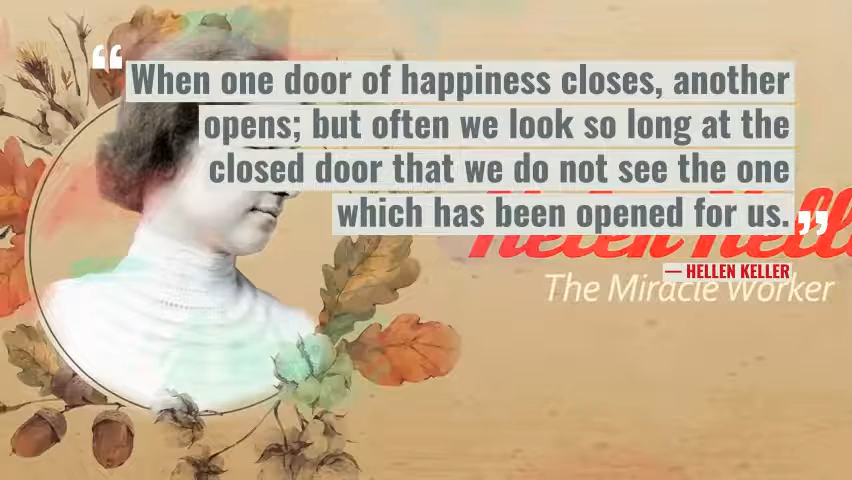 “
When one door of happiness closes, another
opens; but often we look so long at the
closed door that we do not see the one
which has been opened for us.
”
— HELLEN KELLER
The Miracle Worker